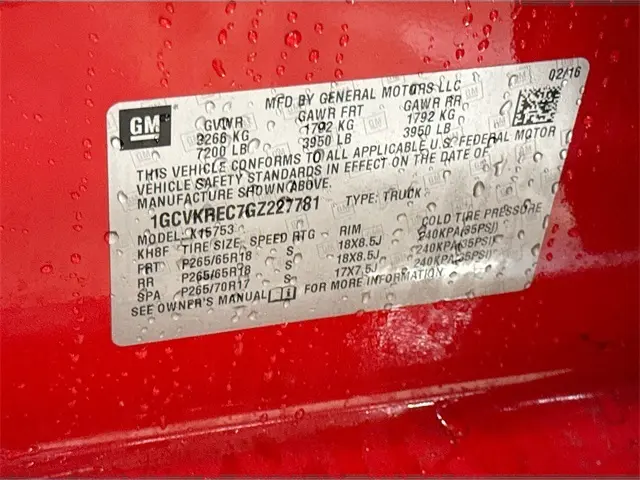 02/16
MFD BY GENERAL MOTORS LLC
GM
GVWR GAWR FRT GAWR RR
3268 KG 1792 KG 1792 KG
7200 LB 3950 LB 3950 LB
THIS VEHICLE CONFORMS TO ALL APPLICABLE U.S. FEDERAL MOTOR
VEHICLE SAFETY STANDARDS IN EFFECT ON THE DATE OF
MANUFACTURE SHOWN ABOVE.
1GCVKREC7GZ227781 TYPE: TRUCK
MODEL: K15753
KH8F TIRE SIZE SPEED RTG RIM COLD TIRE PRESSURE
FRT P265/65R18 S 18X8.5J 240KPA(35PSI)
RR P265/65R18 S 18X8.5J 240KPA(35PSI)
SPA P265/70R17 S 17X7.5J 240KPA(35PSI)
SEE OWNER'S MANUAL FOR MORE INFORMATION